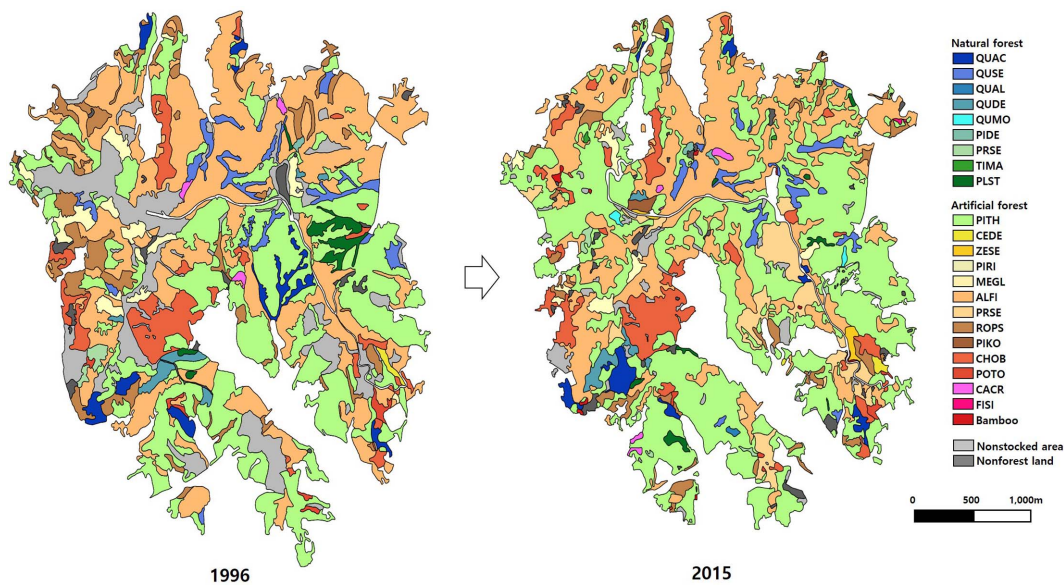 Natural forest
QUAC
QUSE
QUAL
QUDE
QUMO
PIDE
PRSE
TIMA
PLST
Artificial forest
PITH
CEDE
ZESE
PIRI
MEGL
ALFI
PRSE
ROPS
PIKO
CHOB
POTO
CACR
FISI
Bamboo
Nonstocked area
Nonforest land
0 500 1,000m
1996
2015